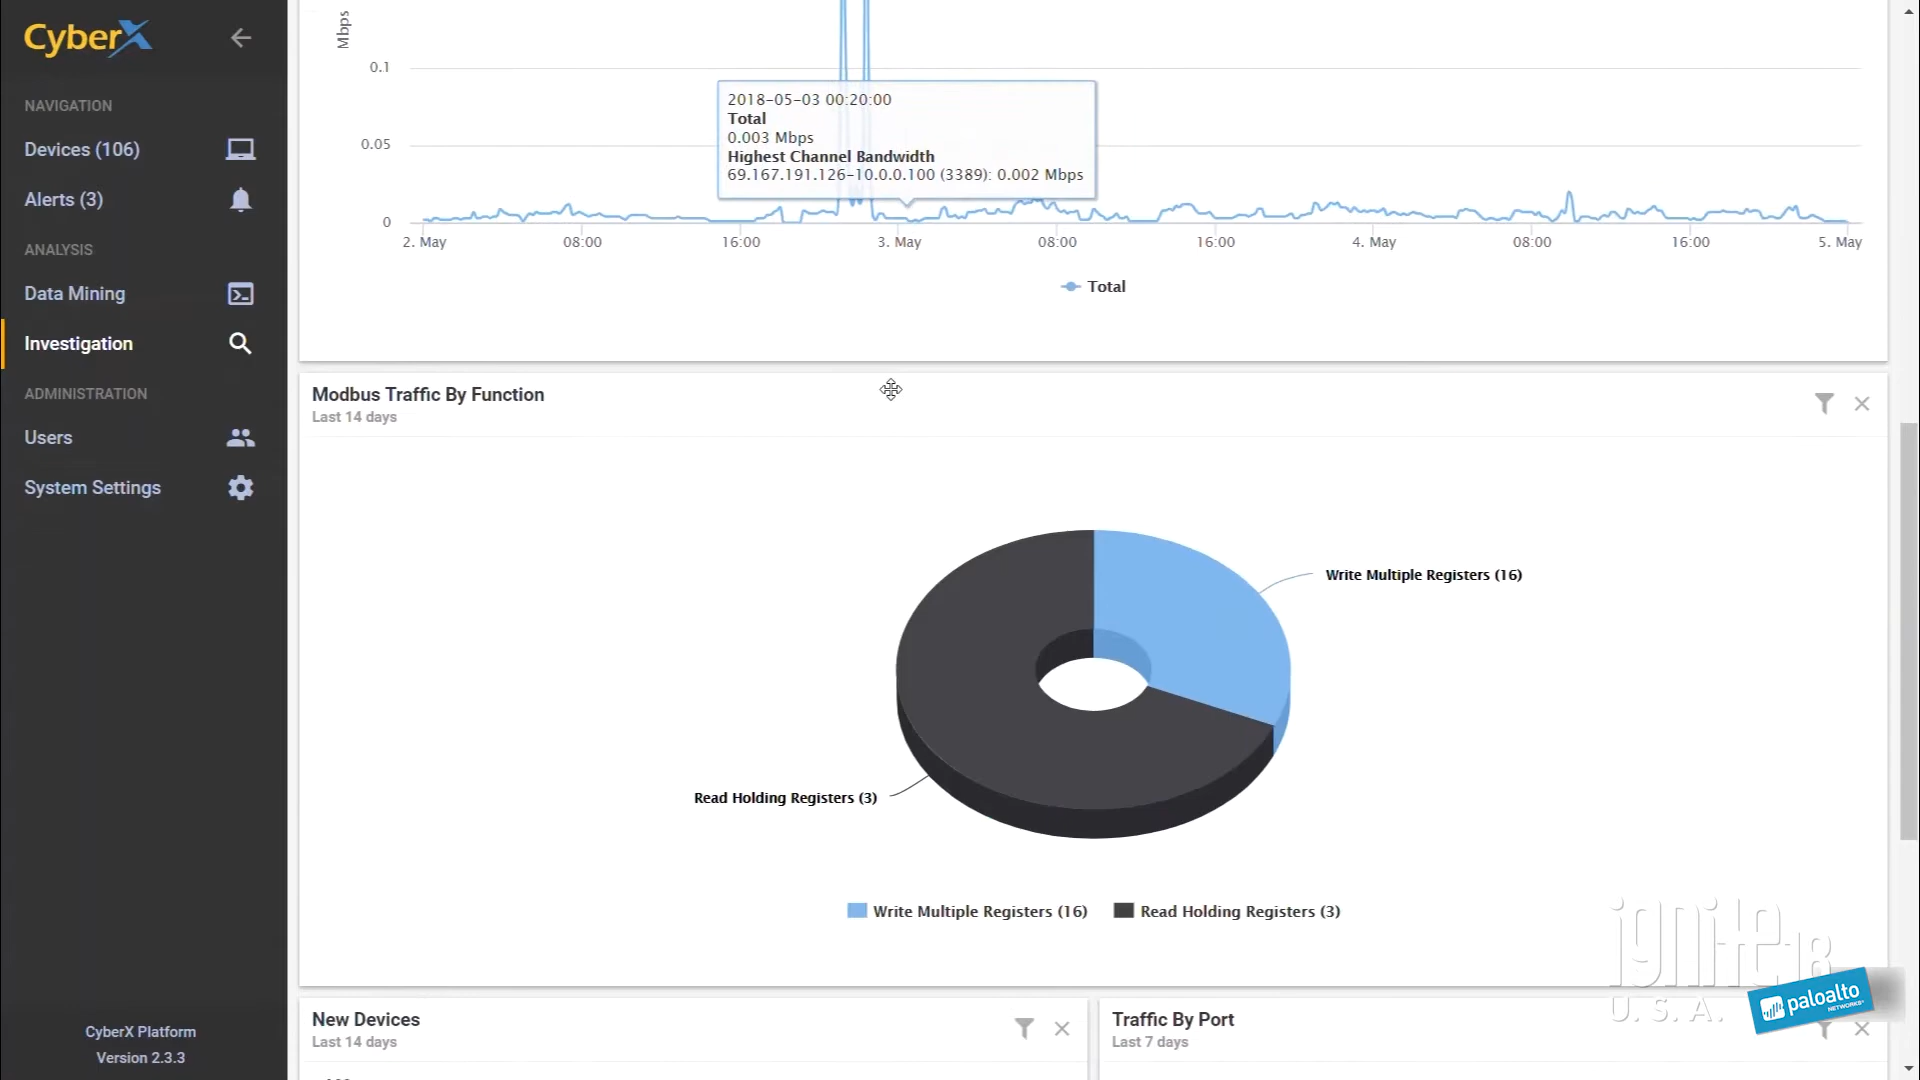 CyberX
NAVIGATION
Devices (106)
Alerts (3)
ANALYSIS
Data Mining
Investigation
ADMINISTRATION
Users
System Settings
CyberX Platform
Version 2.3.3
Mbps
0.1
0.05
0
2018-05-03 00:20:00
Total
0.003 Mbps
Highest Channel Bandwidth
69.167.191.126-10.0.0.100 (3389): 0.002 Mbps
2. May 08:00 16:00 3. May 08:00 16:00 4. May 08:00 16:00 5. May
Total
Modbus Traffic By Function
Last 14 days
Write Multiple Registers (16)
Read Holding Registers (3)
Write Multiple Registers (16) Read Holding Registers (3)
New Devices
Last 14 days
Traffic By Port
Last 7 days
ignite18
U.S.A.
paloalto
NETWORKS